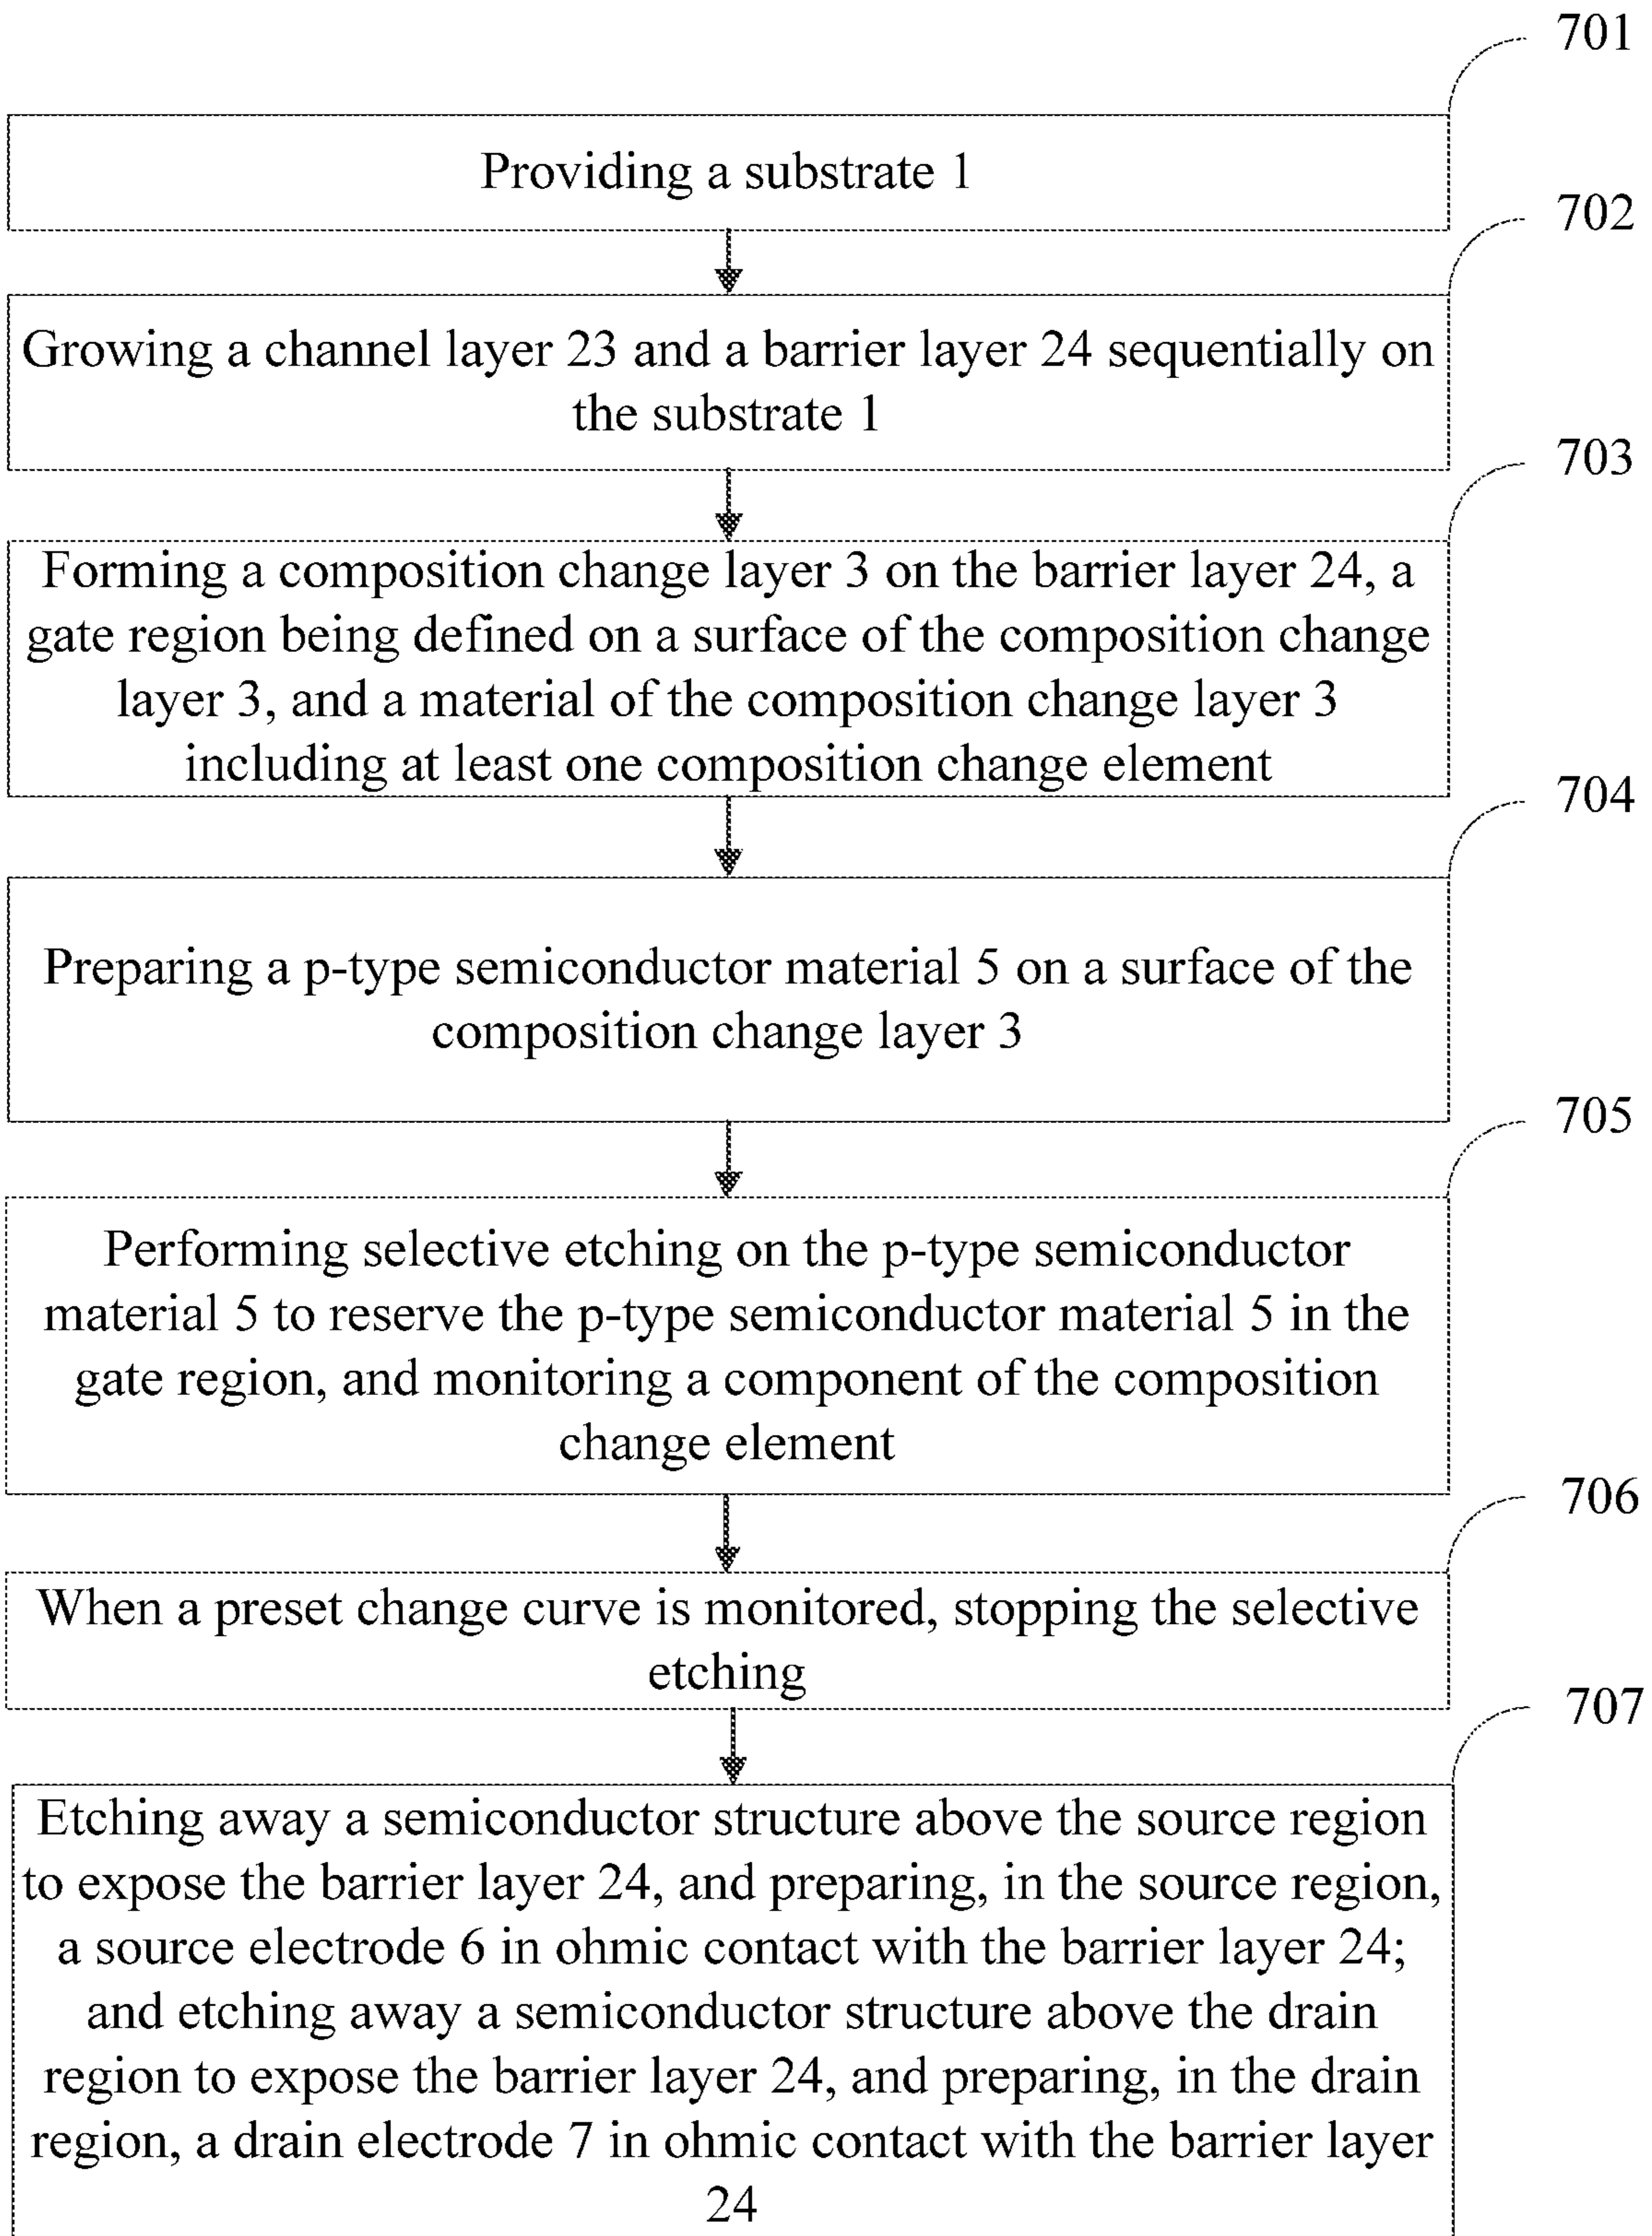 701
Providing a substrate 1
702
Growing a channel layer 23 and a barrier layer 24 sequentially on
the substrate 1
703
Forming a composition change layer 3 on the barrier layer 24, a
gate region being defined on a surface of the composition change
layer 3, and a material of the composition change layer 3
including at least one composition change element
704
Preparing a p-type semiconductor material 5 on a surface of the
composition change layer 3
705
Performing selective etching on the p-type semiconductor
material 5 to reserve the p-type semiconductor material 5 in the
gate region, and monitoring a component of the composition
change element
706
When a preset change curve is monitored, stopping the selective
etching
707
Etching away a semiconductor structure above the source region
to expose the barrier layer 24, and preparing, in the source region,
a source electrode 6 in ohmic contact with the barrier layer 24;
and etching away a semiconductor structure above the drain
region to expose the barrier layer 24, and preparing, in the drain
region, a drain electrode 7 in ohmic contact with the barrier layer
24